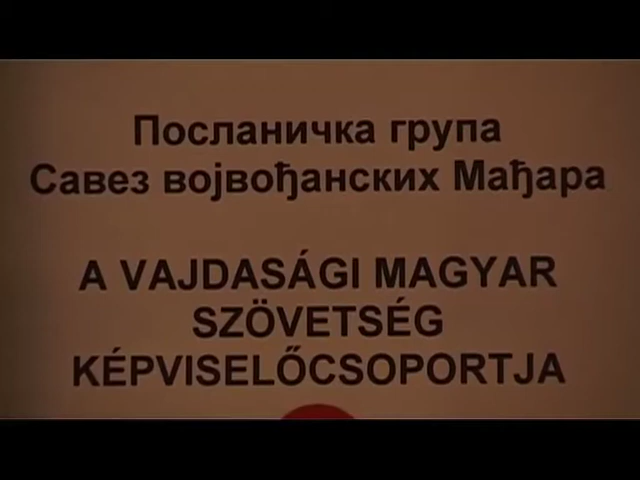 Посланичка група
Савез војвођанских Мађара
A VAJDASÁGI MAGYAR
SZÖVETSÉG
KÉPVISELŐCSOPORTJA